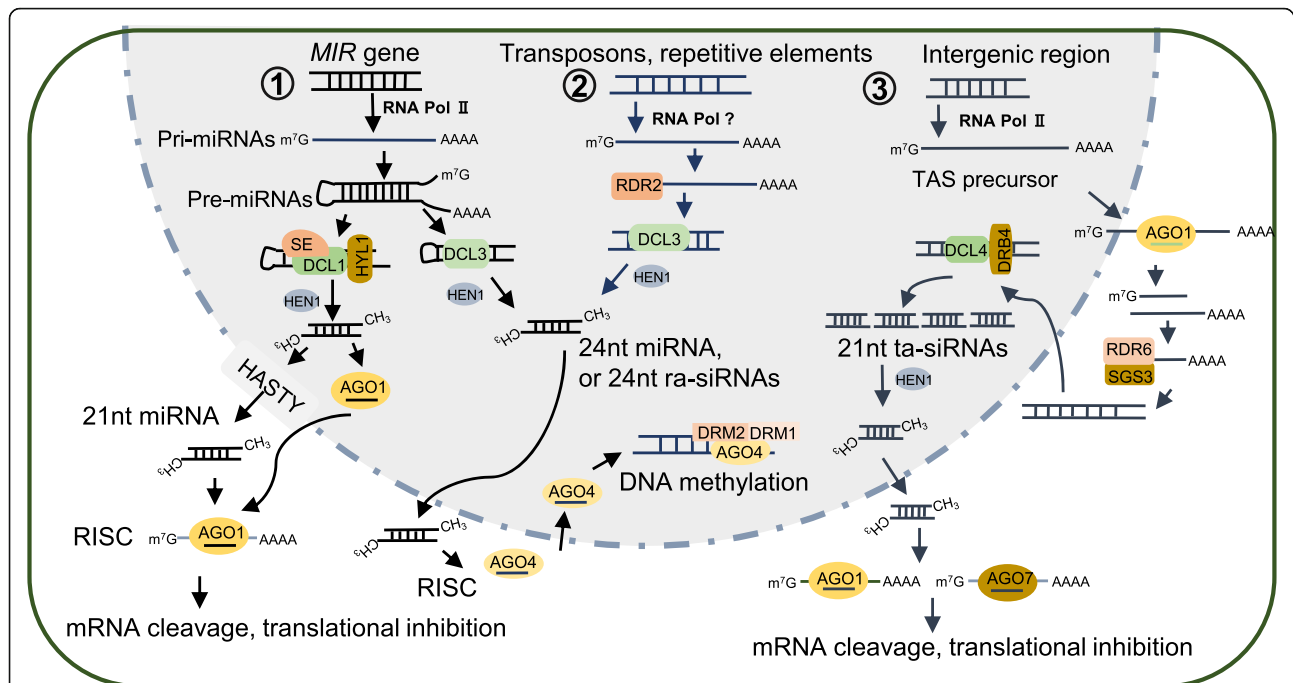 MIR gene
Transposons, repetitive elements
Intergenic region
1
2
3
RNA Pol II
RNA Pol ?
RNA Pol II
Pri-miRNAs
m⁷G
AAAA
m⁷G
AAAA
m⁷G
AAAA
Pre-miRNAs
m⁷G
AAAA
RDR2
AAAA
TAS precursor
SE
DCL1
HYL1
HEN1
DCL3
HEN1
DCL3
HEN1
DCL4
DRB4
m⁷G
AGO1
AAAA
m⁷G
AAAA
CH₃
CH₃
CH₃
CH₃
24nt miRNA,
or 24nt ra-siRNAs
21nt ta-siRNAs
HEN1
RDR6
SGS3
AAAA
HASTY
AGO1
21nt miRNA
CH₃
CH₃
DRM2
DRM1
AGO4
DNA methylation
CH₃
CH₃
RISC
m⁷G
AGO1
AAAA
CH₃
CH₃
AGO4
AGO4
RISC
CH₃
CH₃
m⁷G
AGO1
AAAA
m⁷G
AGO7
AAAA
mRNA cleavage, translational inhibition
mRNA cleavage, translational inhibition